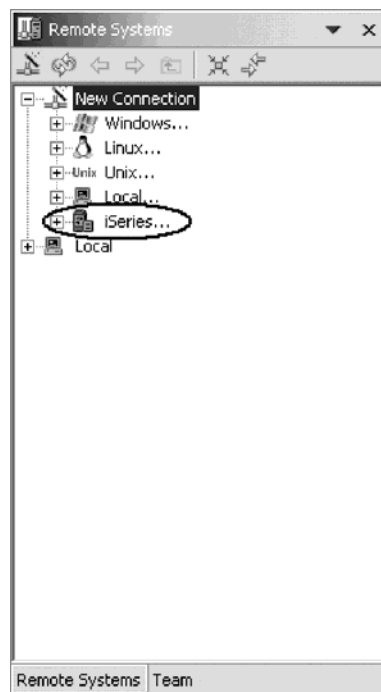 Remote Systems
New Connection
Windows...
Linux...
Unix Unix...
Local...
iSeries...
Local
Remote Systems Team